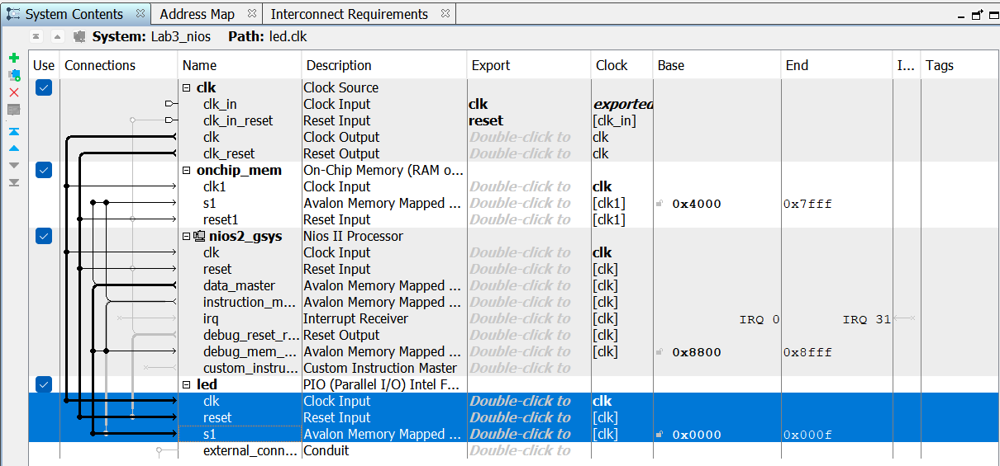 System Contents Address Map Interconnect Requirements
System: Lab3_nios Path: led.clk
Use Connections Name Description Export Clock Base End I... Tags
clk Clock Source
clk_in Clock Input clk exported
clk_in_reset Reset Input reset [clk_in]
clk Clock Output Double-click to clk
clk_reset Reset Output Double-click to clk
onchip_mem On-Chip Memory (RAM o...
clk1 Clock Input Double-click to clk
s1 Avalon Memory Mapped ... Double-click to [clk1] 0x4000 0x7fff
reset1 Reset Input Double-click to [clk1]
nios2_gsys Nios II Processor
clk Clock Input Double-click to clk
reset Reset Input Double-click to [clk]
data_master Avalon Memory Mapped ... Double-click to [clk]
instruction_m... Avalon Memory Mapped ... Double-click to [clk]
irq Interrupt Receiver Double-click to [clk] IRQ 0 IRQ 31
debug_reset_r... Reset Output Double-click to [clk]
debug_mem_... Avalon Memory Mapped ... Double-click to [clk] 0x8800 0x8fff
custom_instru... Custom Instruction Master Double-click to
led PIO (Parallel I/O) Intel F...
clk Clock Input Double-click to clk
reset Reset Input Double-click to [clk]
s1 Avalon Memory Mapped ... Double-click to [clk] 0x0000 0x000f
external_conn... Conduit Double-click to